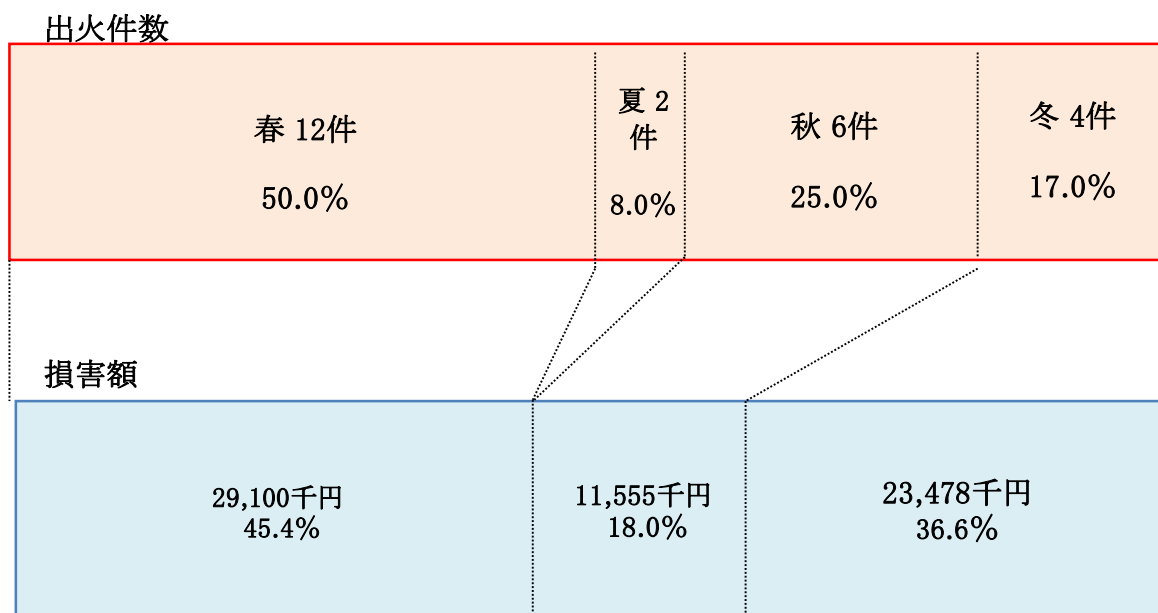 出火件数
春 12件
50.0%
夏 2
件
8.0%
秋 6件
25.0%
冬 4件
17.0%
損害額
29,100千円
45.4%
11,555千円
18.0%
23,478千円
36.6%